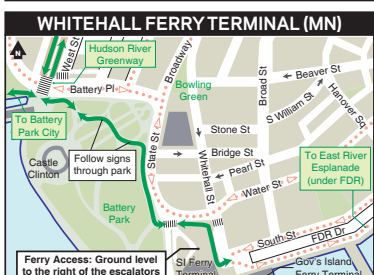 WHITEHALL FERRY TERMINAL (MN)
N
West St
Hudson River
Greenway
Broadway
Battery Pl
Bowling
Green
Broad St
Beaver St
S William St
Hanover Sq
To Battery
Park City
Stone St
Bridge St
Pearl St
Whitehall St
State St
Follow signs
through park
Castle
Clinton
To East River
Esplanade
(under FDR)
Water St
Battery
Park
South St
FDR Dr
Ferry Access: Ground level
to the right of the escalators
SI Ferry
Terminal
Gov's Island
Ferry Terminal